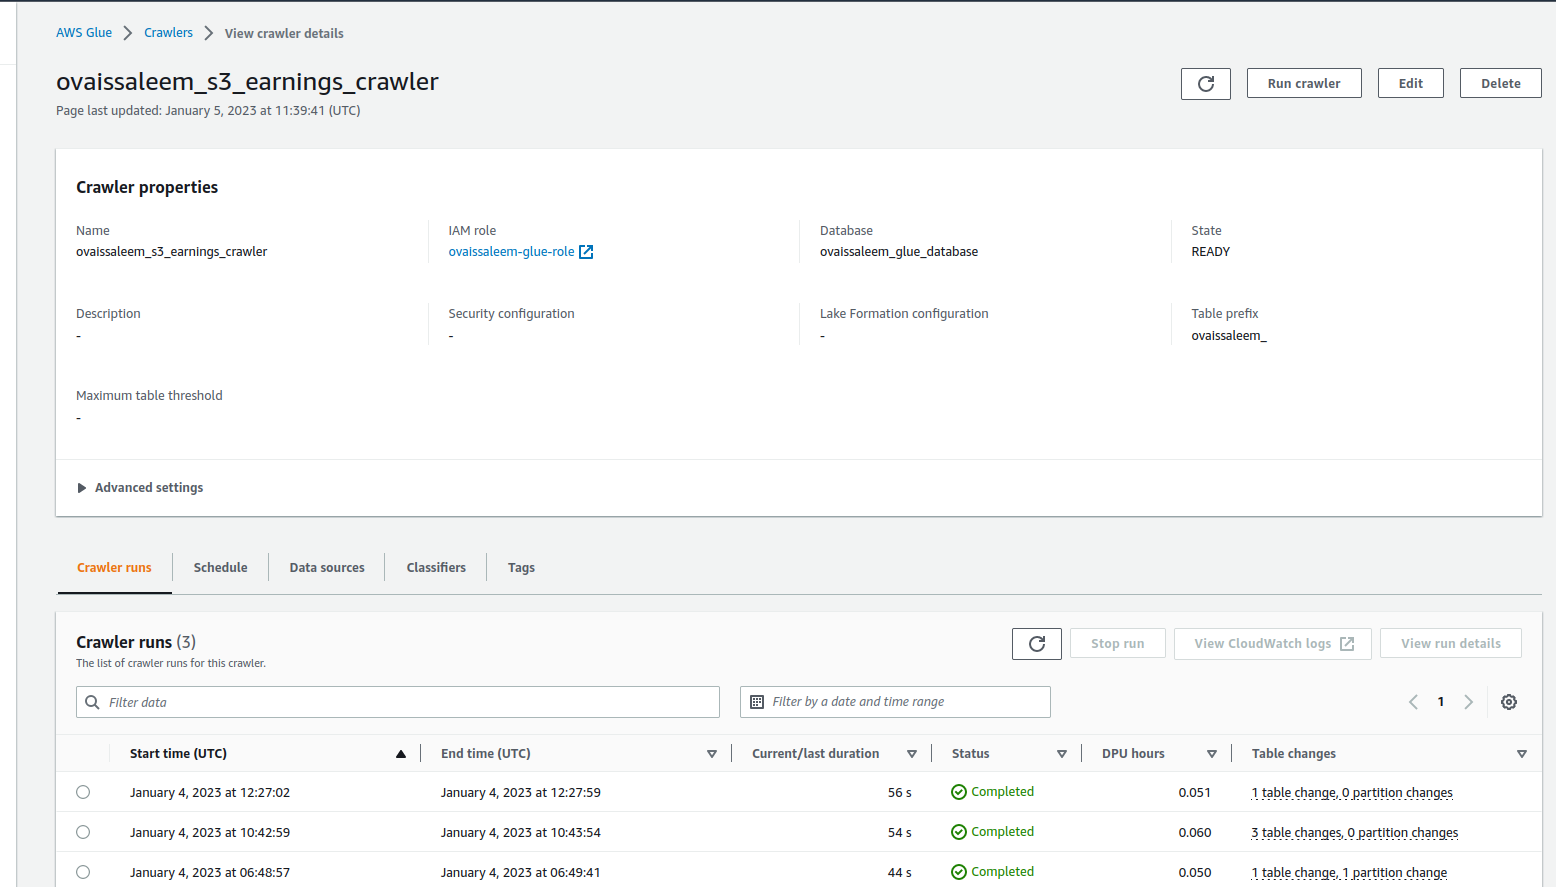 AWS Glue > Crawlers > View crawler details
ovaissaleem_s3_earnings_crawler
Run crawler Edit Delete
Page last updated: January 5, 2023 at 11:39:41 (UTC)
Crawler properties
Name IAM role Database State
ovaissaleem_s3_earnings_crawler ovaissaleem-glue-role ovaissaleem_glue_database READY
Description Security configuration Lake Formation configuration Table prefix
- - - ovaissaleem_
Maximum table threshold
-
Advanced settings
Crawler runs Schedule Data sources Classifiers Tags
Crawler runs (3) Stop run View CloudWatch logs View run details
The list of crawler runs for this crawler.
Filter data Filter by a date and time range 1
Start time (UTC) End time (UTC) Current/last duration Status DPU hours Table changes
January 4, 2023 at 12:27:02 January 4, 2023 at 12:27:59 56 s Completed 0.051 1 table change, 0 partition changes
January 4, 2023 at 10:42:59 January 4, 2023 at 10:43:54 54 s Completed 0.060 3 table changes, 0 partition changes
January 4, 2023 at 06:48:57 January 4, 2023 at 06:49:41 44 s Completed 0.050 1 table change, 1 partition change